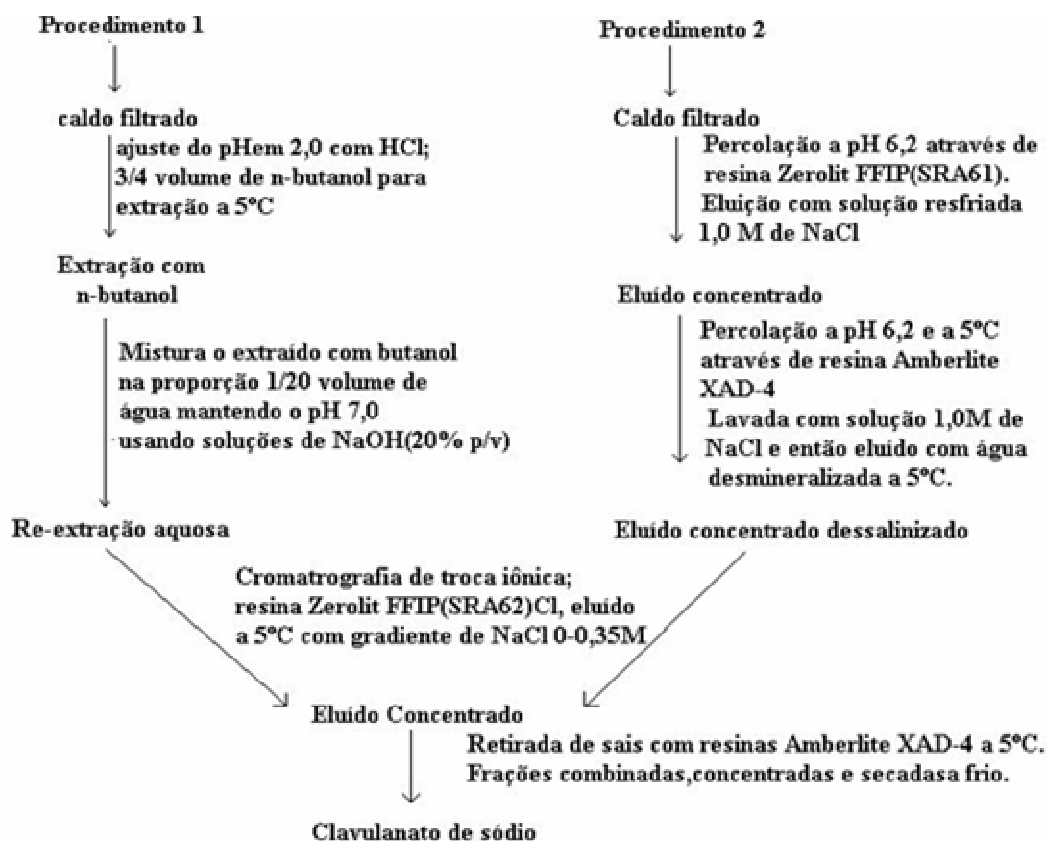 Procedimento 1
caldo filtrado
ajuste do pHem 2,0 com HCl;
3/4 volume de n-butanol para
extração a 5°C
Extração com
n-butanol
Mistura o extraído com butanol
na proporção 1/20 volume de
água mantendo o pH 7,0
usando soluções de NaOH(20% p/v)
Re-extração aquosa
Procedimento 2
Caldo filtrado
Percolação a pH 6,2 através de
resina Zerolit FFIP(SRA61).
Eluição com solução resfriada
1,0 M de NaCl
Eluído concentrado
Percolação a pH 6,2 e a 5°C
através de resina Amberlite
XAD-4
Lavada com solução 1,0M de
NaCl e então eluído com água
desmineralizada a 5°C.
Eluído concentrado dessalinizado
Cromatrografia de troca iônica;
resina Zerolit FFIP(SRA62)Cl, eluído
a 5°C com gradiente de NaCl 0-0,35M
Eluído Concentrado
Retirada de sais com resinas Amberlite XAD-4 a 5°C.
Frações combinadas,concentradas e secadasa frio.
Clavulanato de sódio